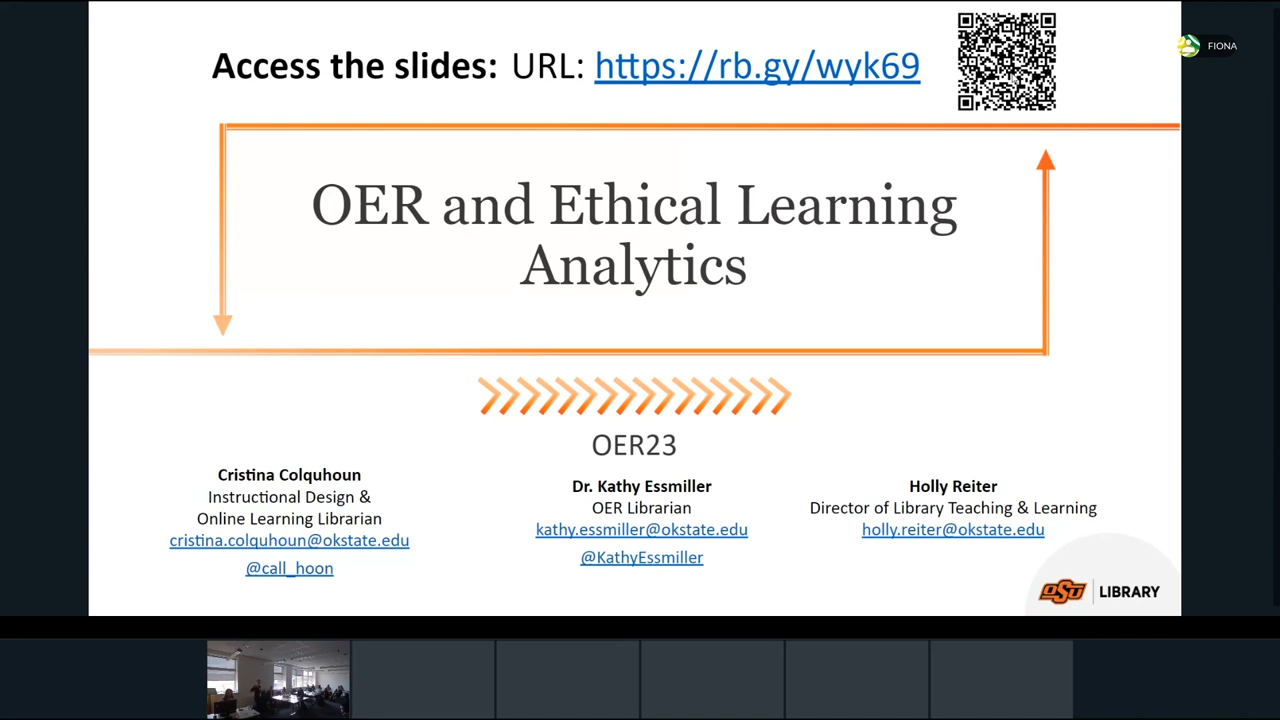 Access the slides: URL: https://rb.gy/wyk69
FIONA
OER and Ethical Learning
Analytics
OER23
Cristina Colquhoun
Instructional Design &
Online Learning Librarian
cristina.colquhoun@okstate.edu
@call_hoon
Dr. Kathy Essmiller
OER Librarian
kathy.essmiller@okstate.edu
@KathyEssmiller
Holly Reiter
Director of Library Teaching & Learning
holly.reiter@okstate.edu
OSU | LIBRARY